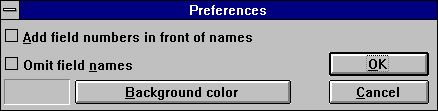 Preferences
Add field numbers in front of names
Omit field names
OK
Background color
Cancel